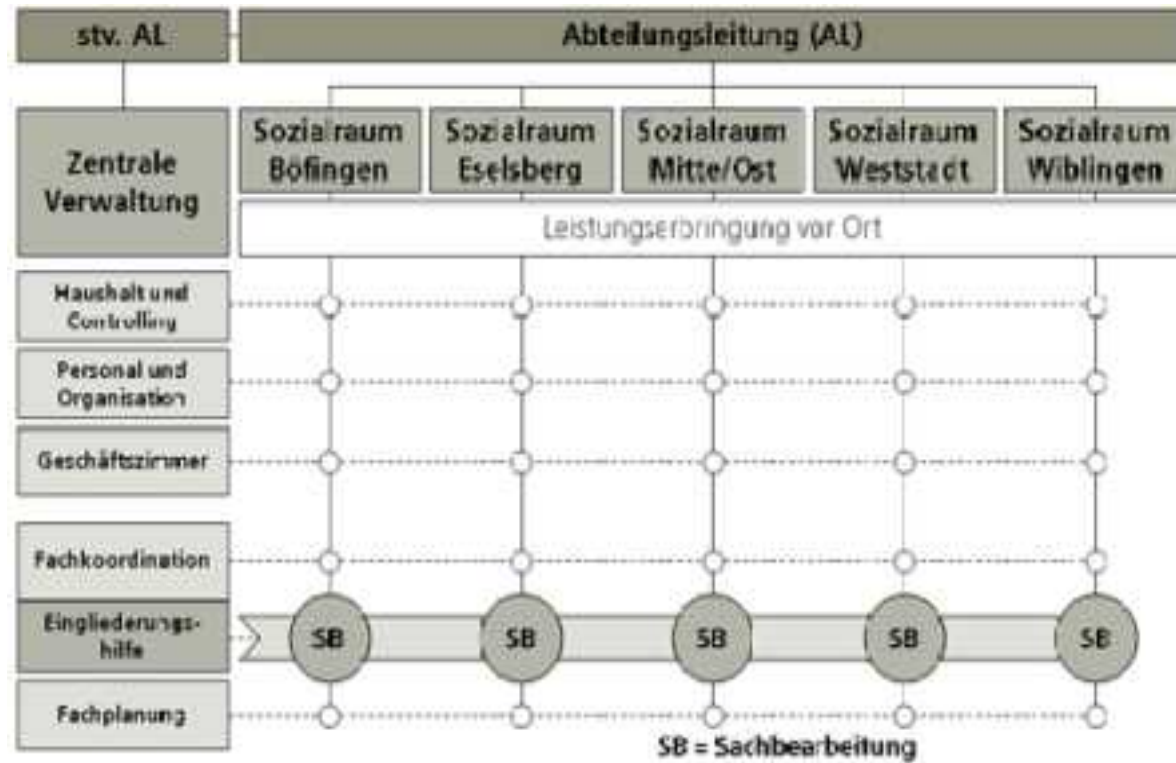 stv. AL
Abteilungsleitung (AL)
Zentrale
Verwaltung
Sozialraum
Böfingen
Sozialraum
Eselsberg
Sozialraum
Mitte/Ost
Sozialraum
Weststadt
Sozialraum
Wiblingen
Leistungserbringung vor Ort
Haushalt und
Controlling
Personal und
Organisation
Geschäftszimmer
Fachkoordination
Eingliederungs-
hilfe
SB
SB
SB
SB
SB
Fachplanung
SB = Sachbearbeitung